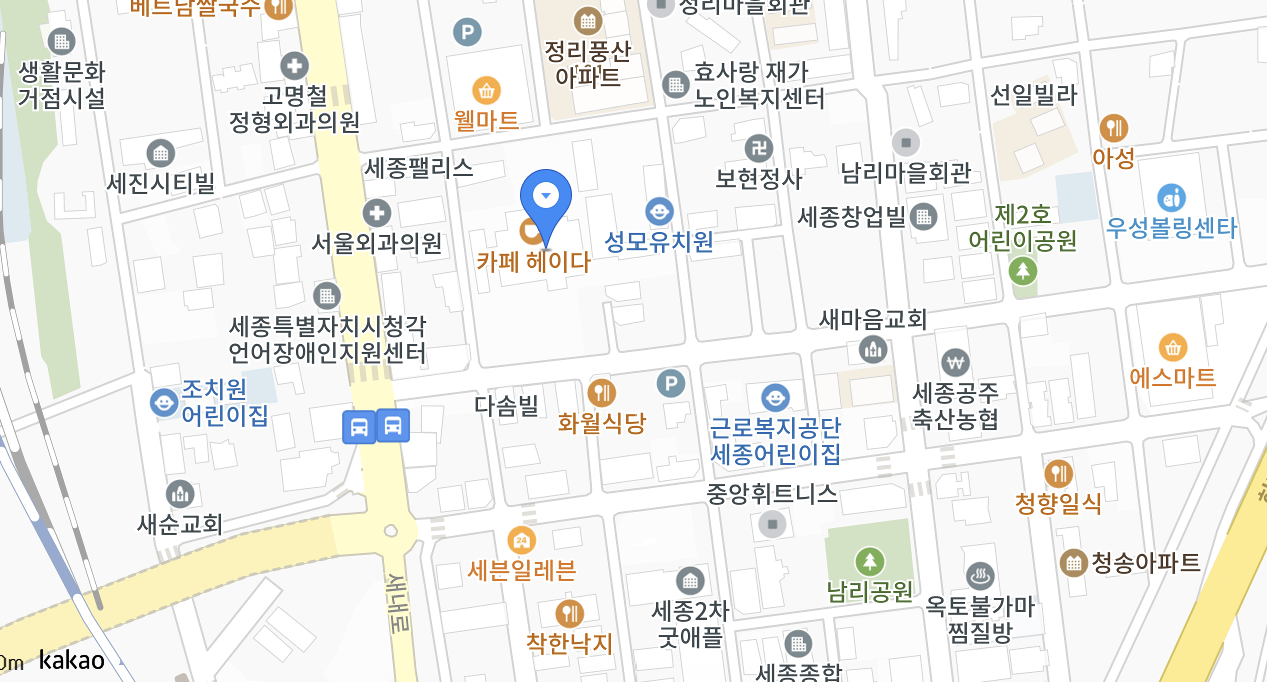 베트남쌀국수
정리마을회관
P
생활문화
거점시설
정리풍산
아파트
효사랑 재가
노인복지센터
고명철
정형외과의원
웰마트
선일빌라
세종팰리스
아성
세진시티빌
보현정사
남리마을회관
서울외과의원
성모유치원
세종창업빌
제2호
어린이공원
우성볼링센타
카페 헤이다
세종특별자치시청각
언어장애인지원센터
새마음교회
에스마트
조치원
어린이집
다솜빌
화월식당
P
근로복지공단
세종어린이집
세종공주
축산농협
중앙휘트니스
청향일식
새순교회
24
세븐일레븐
남리공원
청송아파트
새내로
세종2차
굿애플
옥토불가마
찜질방
착한낙지
세종종합
0m
kakao